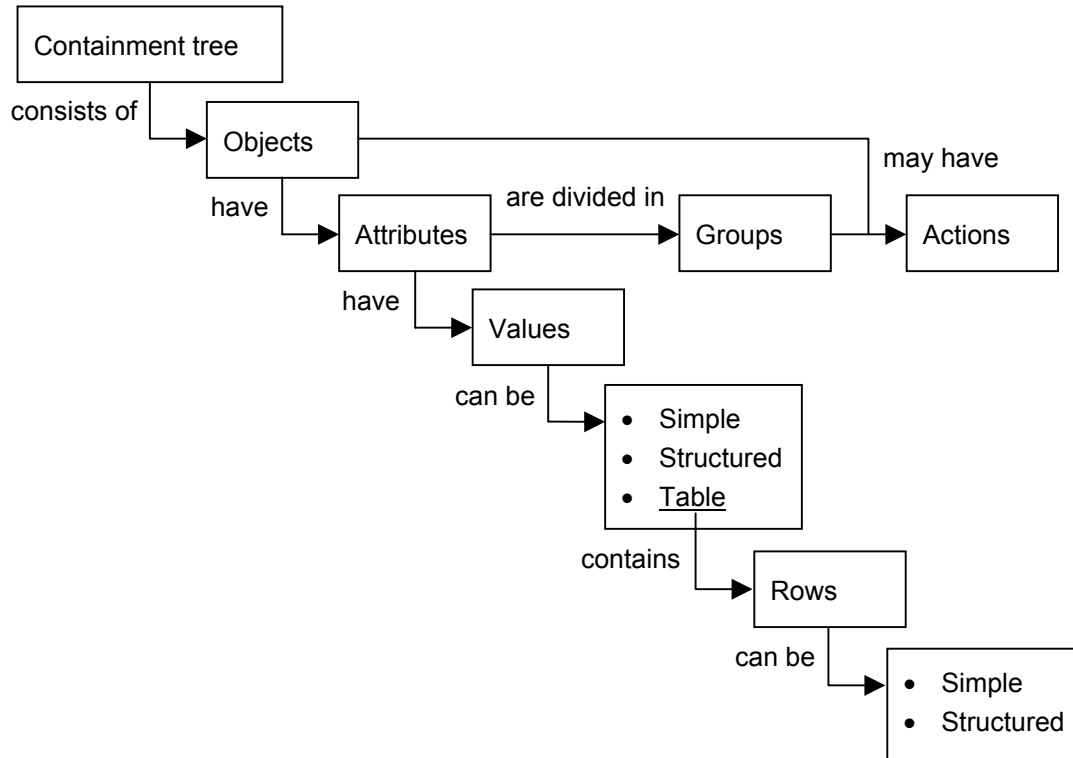 Containment tree
consists of
Objects
may have
have
are divided in
Attributes
Groups
Actions
have
Values
can be
• Simple
• Structured
• Table
contains
Rows
can be
• Simple
• Structured